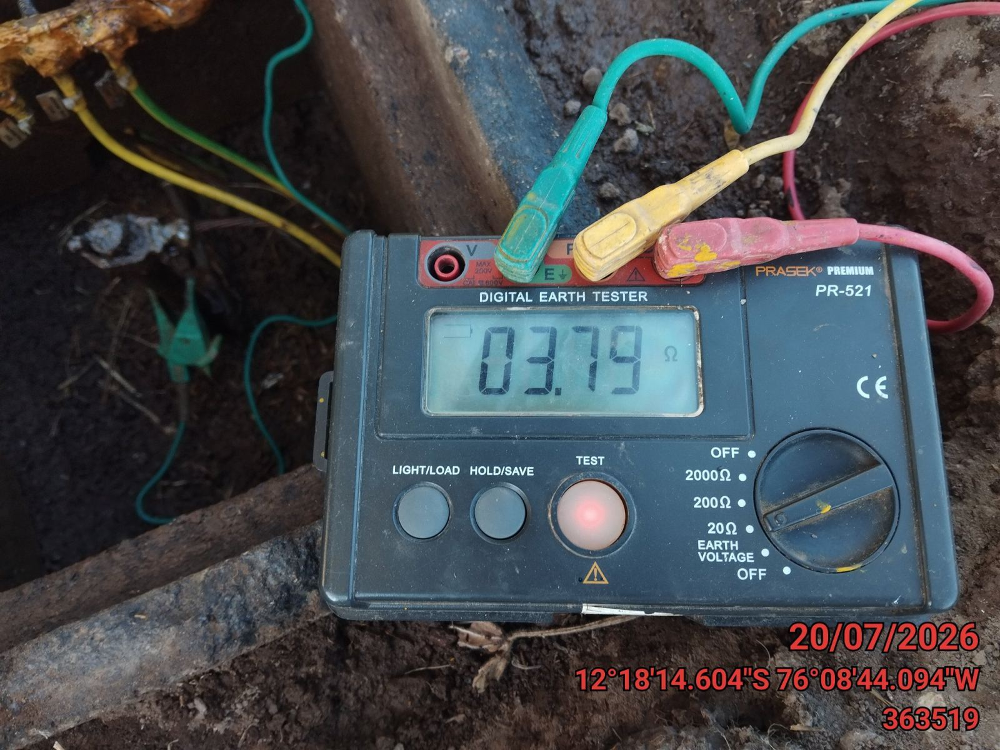 V
MAX
200V
E
PRASEK® PREMIUM
PR-521
DIGITAL EARTH TESTER
03.79 Ω
CE
LIGHT/LOAD HOLD/SAVE TEST
OFF
2000Ω
200Ω
20Ω
EARTH
VOLTAGE
OFF
20/07/2026
12°18'14.604"S 76°08'44.094"W
363519